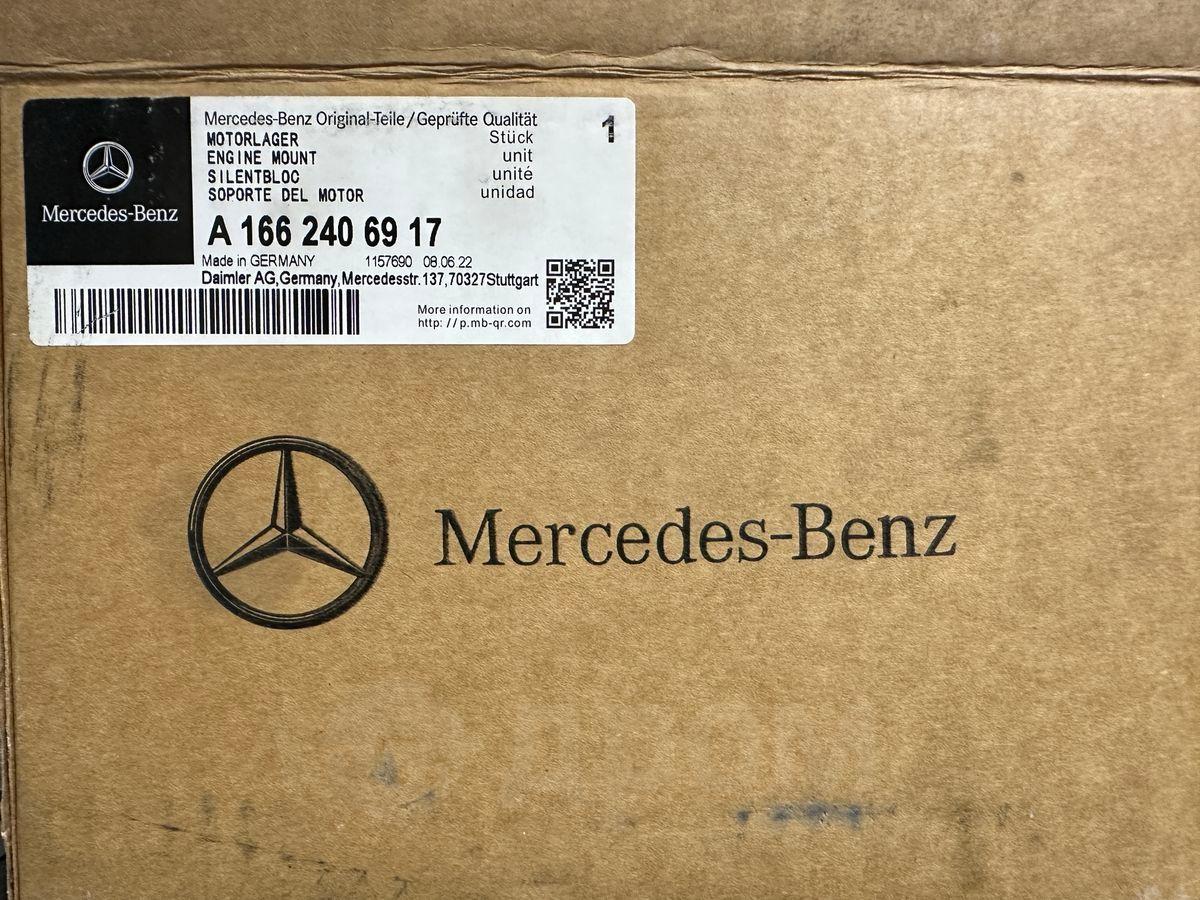 Mercedes-Benz
Mercedes-Benz Original-Teile/Geprüfte Qualität
MOTORLAGER Stück 1
ENGINE MOUNT unit
SILENTBLOC unité
SOPORTE DEL MOTOR unidad
A 166 240 69 17
Made in GERMANY 1157690 08.06.22
Daimler AG,Germany,Mercedesstr.137,70327Stuttgart
More information on
http: //p.mb-qr.com
Mercedes-Benz